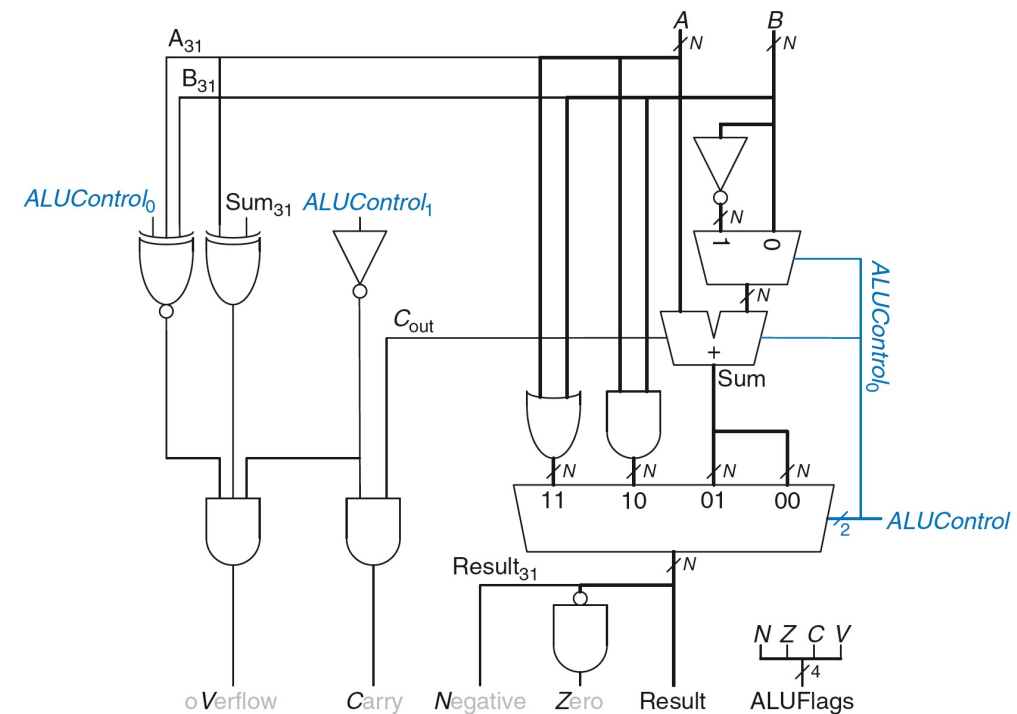 A B
A31 N N
B31
ALUControl0 Sum31 ALUControl1
N
1 0
N
ALUControl0
Cout
+
Sum
N N N N
11 10 01 00
2 ALUControl
Result31 N
N Z C V
4
oVerflow Carry Negative Zero Result ALUFlags